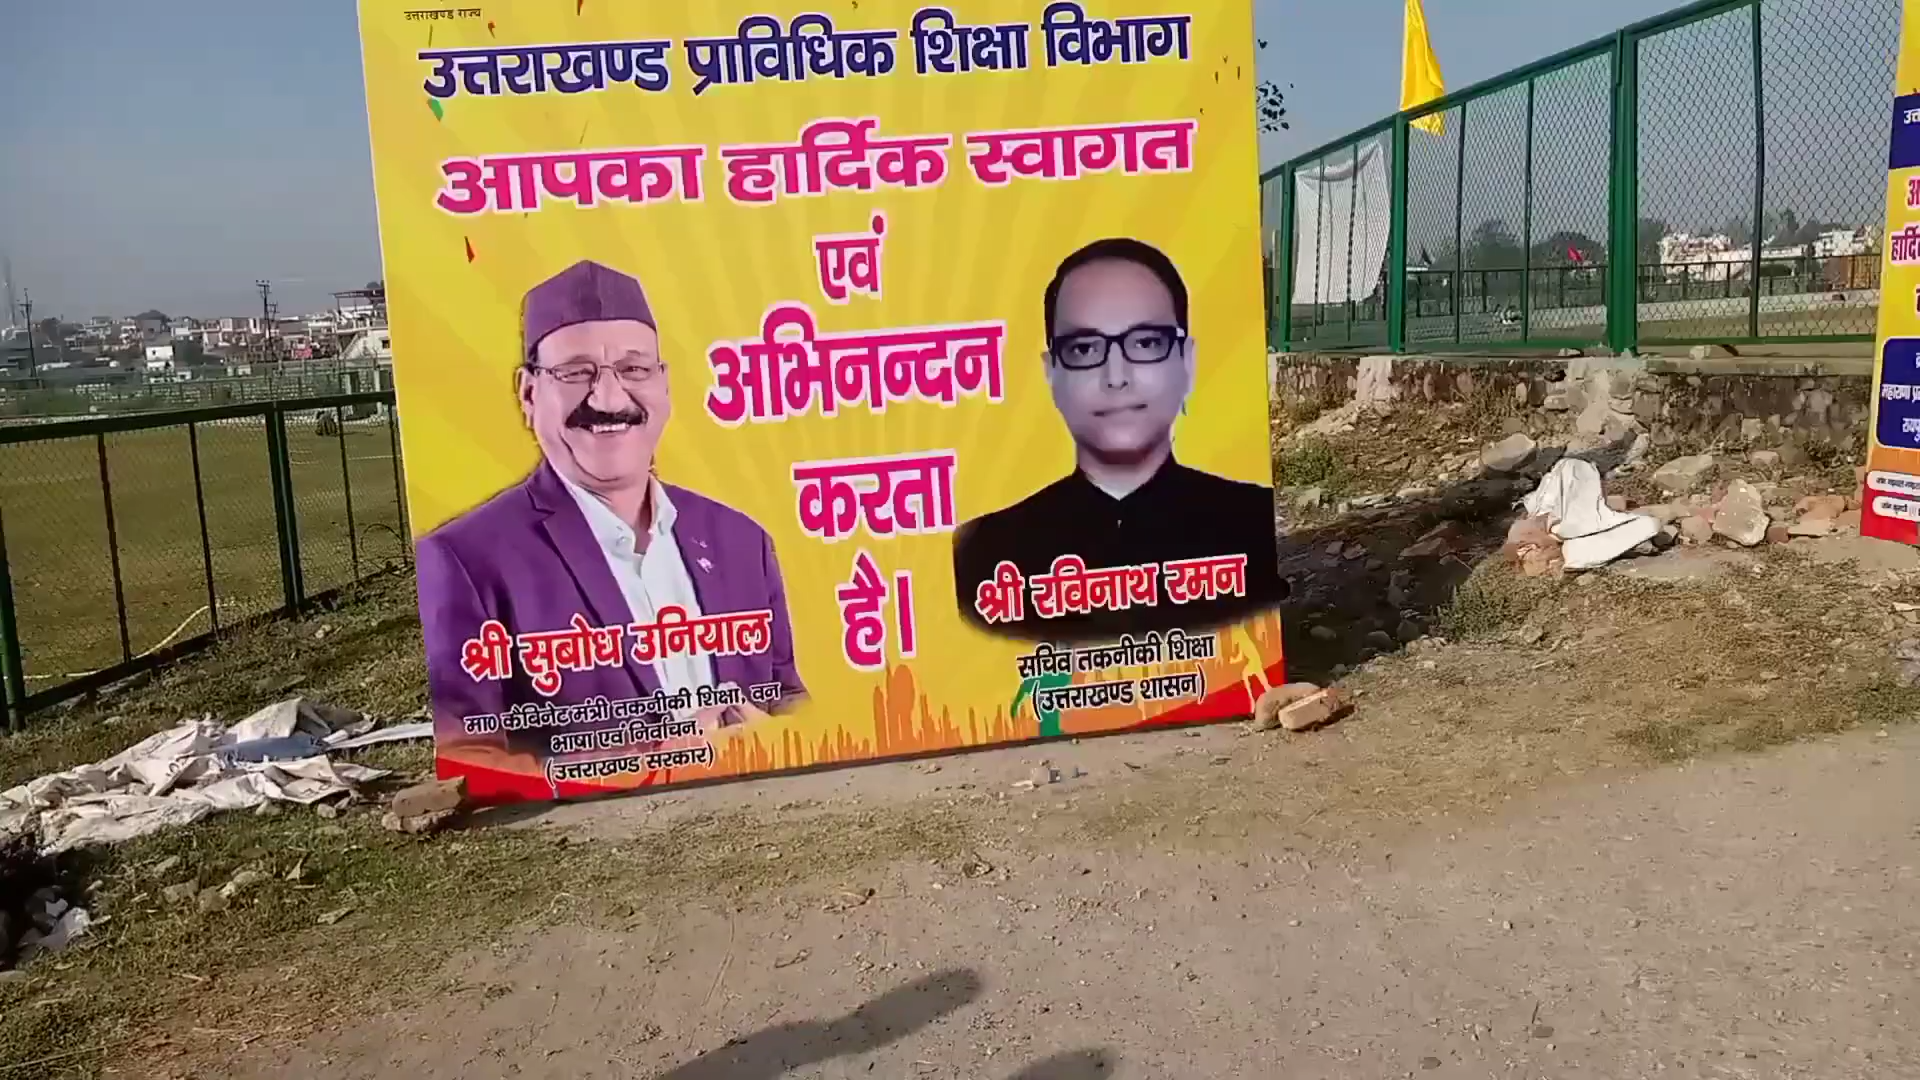 उत्तराखण्ड राज्य
उत्तराखण्ड प्राविधिक शिक्षा विभाग
आपका हार्दिक स्वागत
एवं
अभिनन्दन
करता
है।
श्री सुबोध उनियाल
मा0 कैबिनेट मंत्री तकनीकी शिक्षा, वन
भाषा एवं निर्वाचन,
(उत्तराखण्ड सरकार)
श्री रविनाथ रमन
सचिव तकनीकी शिक्षा
(उत्तराखण्ड शासन)